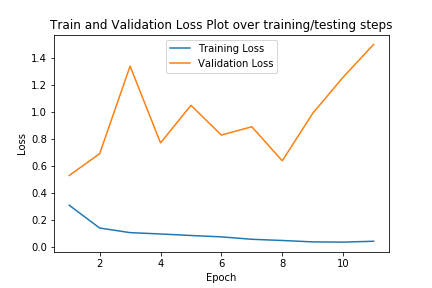 Train and Validation Loss Plot over training/testing steps
Training Loss
Validation Loss
1.4
1.2
1.0
0.8
0.6
0.4
0.2
0.0
Loss
2 4 6 8 10
Epoch